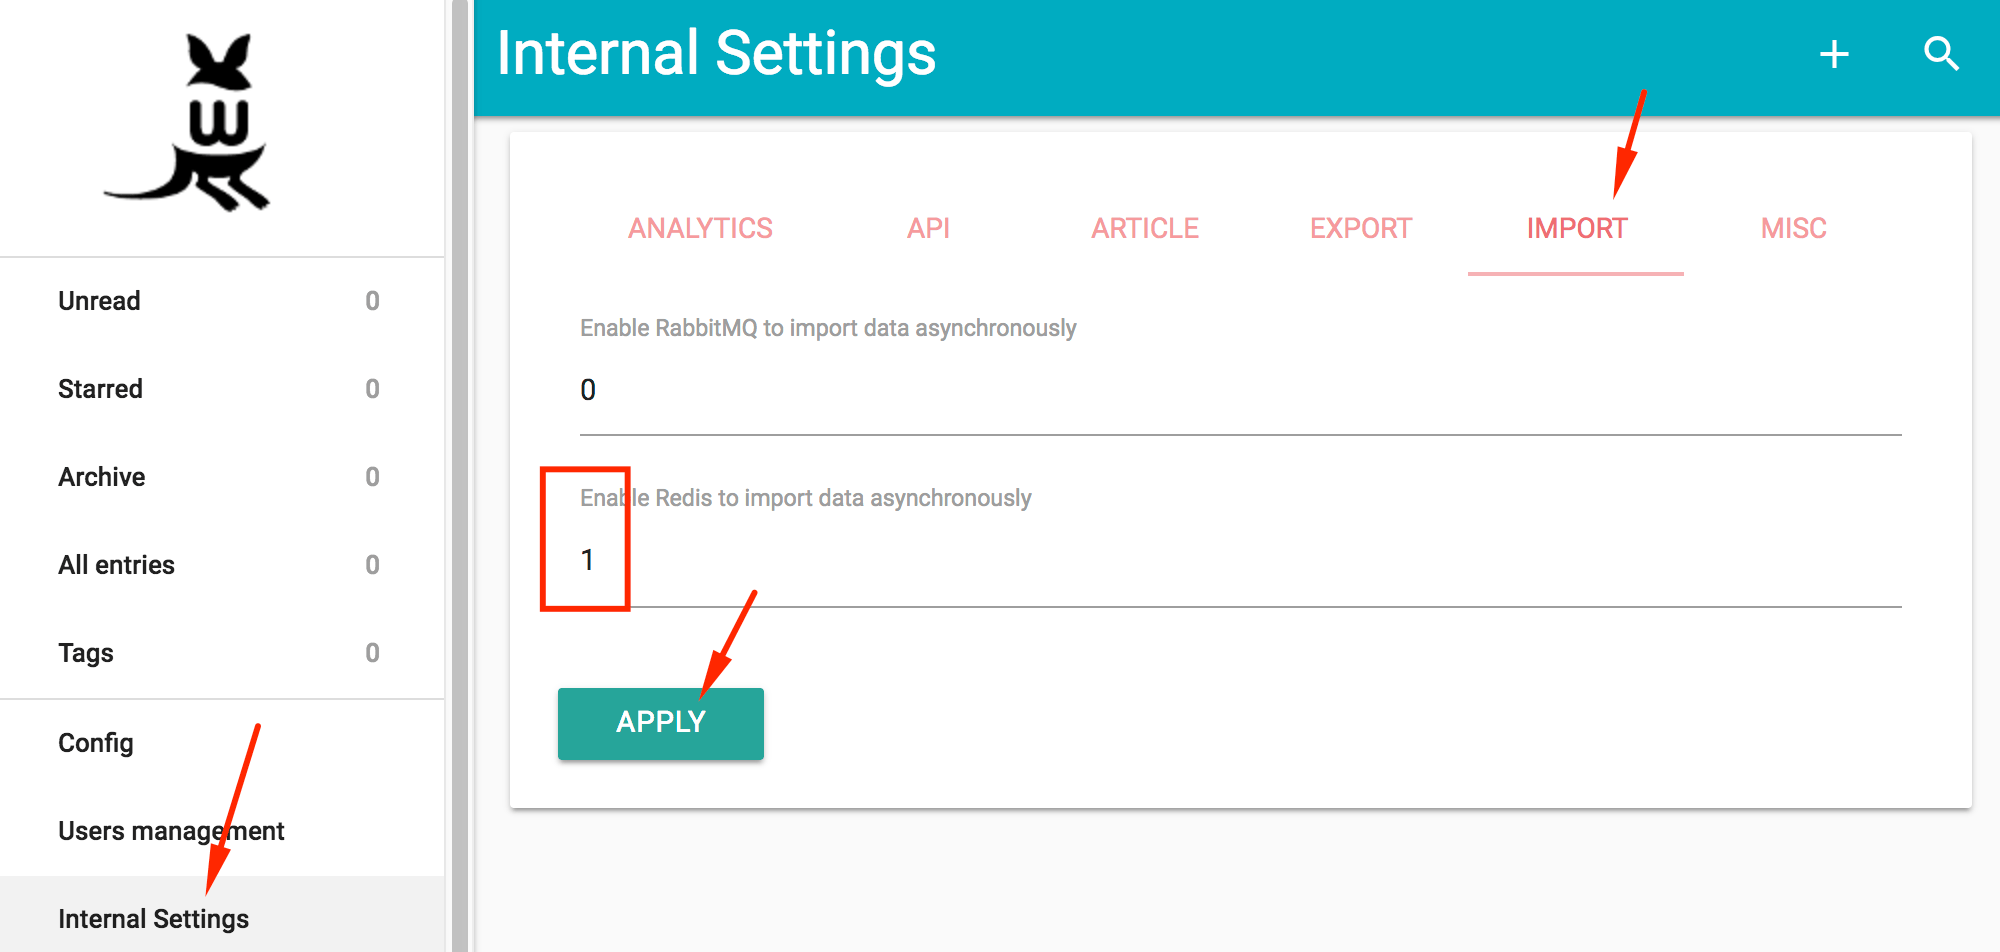 w
Unread 0
Starred 0
Archive 0
All entries 0
Tags 0
Config
Users management
Internal Settings
Internal Settings
ANALYTICS API ARTICLE EXPORT IMPORT MISC
Enable RabbitMQ to import data asynchronously
0
Enable Redis to import data asynchronously
1
APPLY